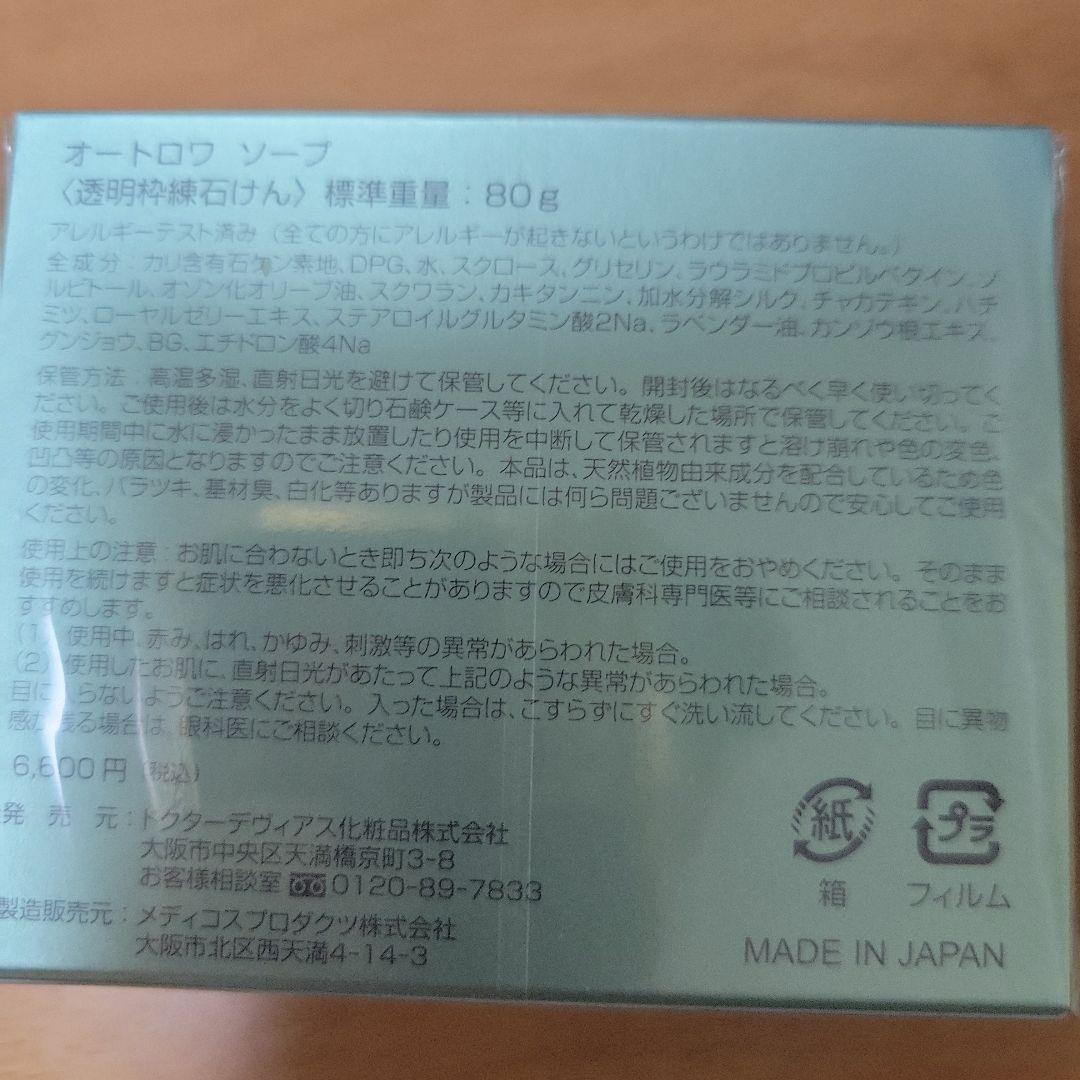 オートロワ ソープ
〈透明枠練石けん〉標準重量：80g
アレルギーテスト済み（全ての方にアレルギーが起きないというわけではありません。）
全成分：カリ含有石ケン素地、DPG、水、スクロース、グリセリン、ラウラミドプロピルベタイン、ソ
ルビトール、オゾン化オリーブ油、スクワラン、カキタンニン、加水分解シルク、チャカテキン、ハチ
ミツ、ローヤルゼリーエキス、ステアロイルグルタミン酸2Na、ラベンダー油、カンゾウ根エキス、
グンジョウ、BG、エチドロン酸4Na
保管方法：高温多湿、直射日光を避けて保管してください。開封後はなるべく早く使い切ってく
ださい。ご使用後は水分をよく切り石鹸ケース等に入れて乾燥した場所で保管してください。ご
使用期間中に水に浸かったまま放置したり使用を中断して保管されますと溶け崩れや色の変色、
凹凸等の原因となりますのでご注意ください。本品は、天然植物由来成分を配合しているため色
の変化、バラツキ、基材臭、白化等ありますが製品には何ら問題ございませんので安心してご使用
ください。
使用上の注意：お肌に合わないとき即ち次のような場合にはご使用をおやめください。そのまま
使用を続けますと症状を悪化させることがありますので皮膚科専門医等にご相談されることをお
すすめします。
（1）使用中、赤み、はれ、かゆみ、刺激等の異常があらわれた場合。
（2）使用したお肌に、直射日光があたって上記のような異常があらわれた場合。
目に入らないようご注意ください。入った場合は、こすらずにすぐ洗い流してください。目に異物
感が残る場合は、眼科医にご相談ください。
6,600円（税込）
発売元：ドクターデヴィアス化粧品株式会社
大阪市中央区天満橋京町3-8
お客様相談室 0120-89-7833
製造販売元：メディコスプロダクツ株式会社
大阪市北区西天満4-14-3
紙
箱
プラ
フィルム
MADE IN JAPAN